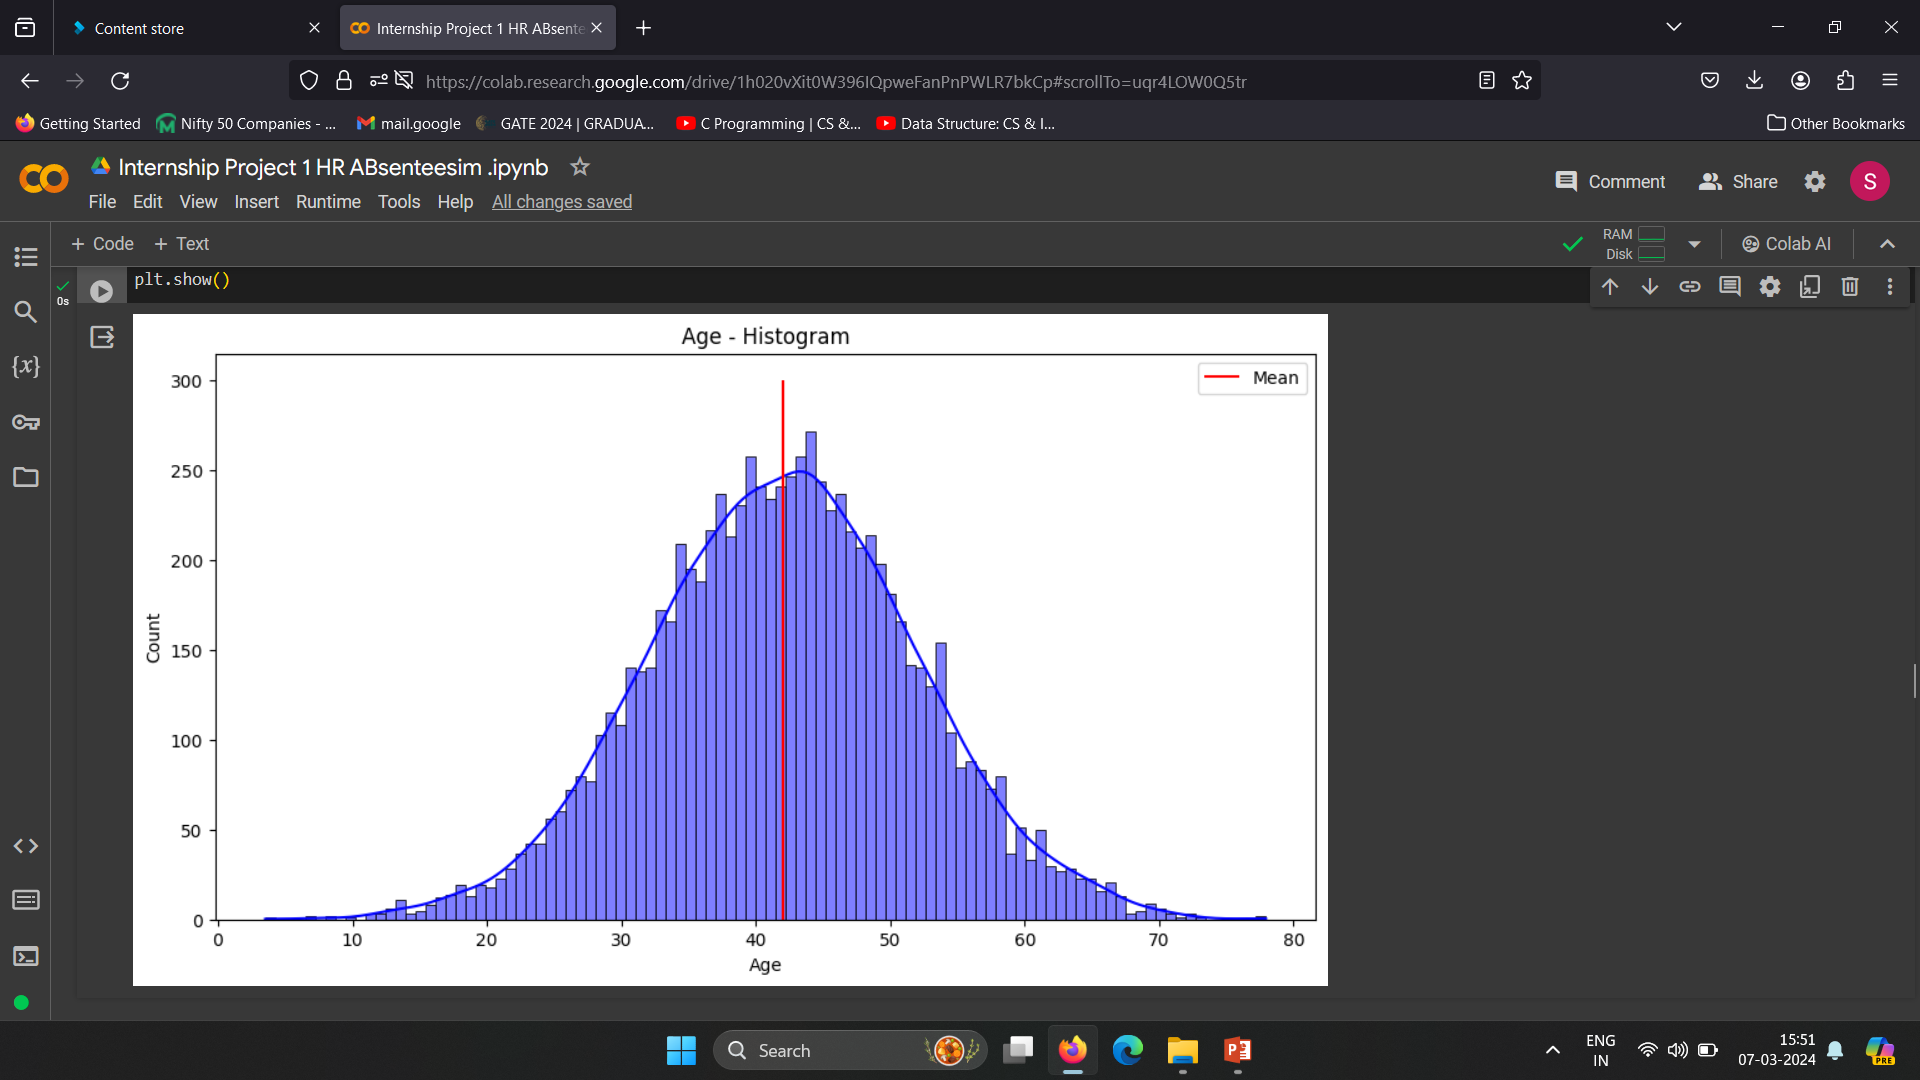 Content store
Internship Project 1 HR ABsente
https://colab.research.google.com/drive/1h020vXit0W396IQpweFanPnPWLR7bkCp#scrollTo=uqr4LOW0Q5tr
Getting Started
Nifty 50 Companies - ...
mail.google
GATE 2024 | GRADUA...
C Programming | CS &...
Data Structure: CS & I...
Other Bookmarks
Internship Project 1 HR ABsenteesim .ipynb
Comment
Share
S
File Edit View Insert Runtime Tools Help All changes saved
+ Code + Text
RAM
Disk
Colab AI
0s
plt.show()
{x}
Age - Histogram
Mean
300
250
200
150
100
50
0
Count
0 10 20 30 40 50 60 70 80
Age
Search
ENG
IN
15:51
07-03-2024
PRE